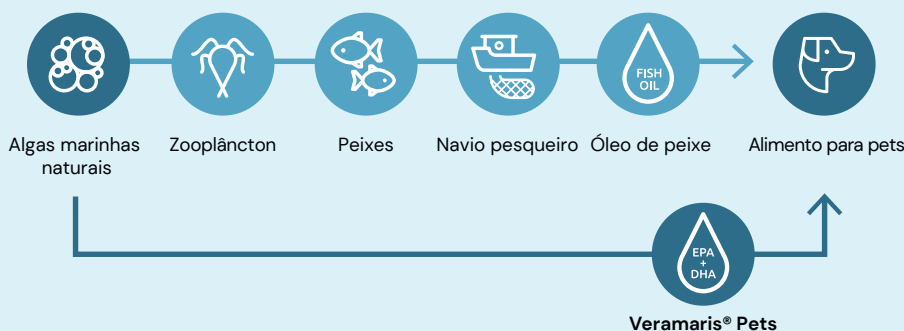 FISH
OIL
Algas marinhas
naturais
Zooplâncton
Peixes
Navio pesqueiro
Óleo de peixe
Alimento para pets
EPA
+
DHA
Veramaris® Pets